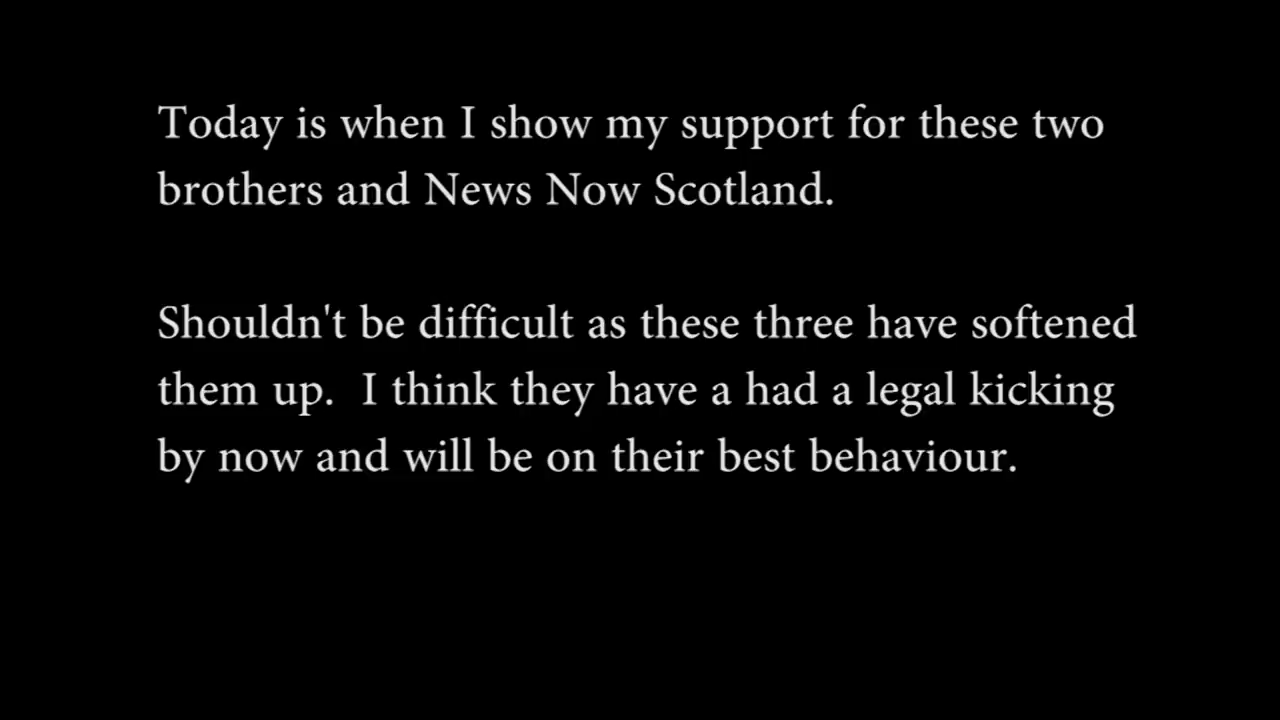 Today is when I show my support for these two
brothers and News Now Scotland.
Shouldn't be difficult as these three have softened
them up.  I think they have a had a legal kicking
by now and will be on their best behaviour.